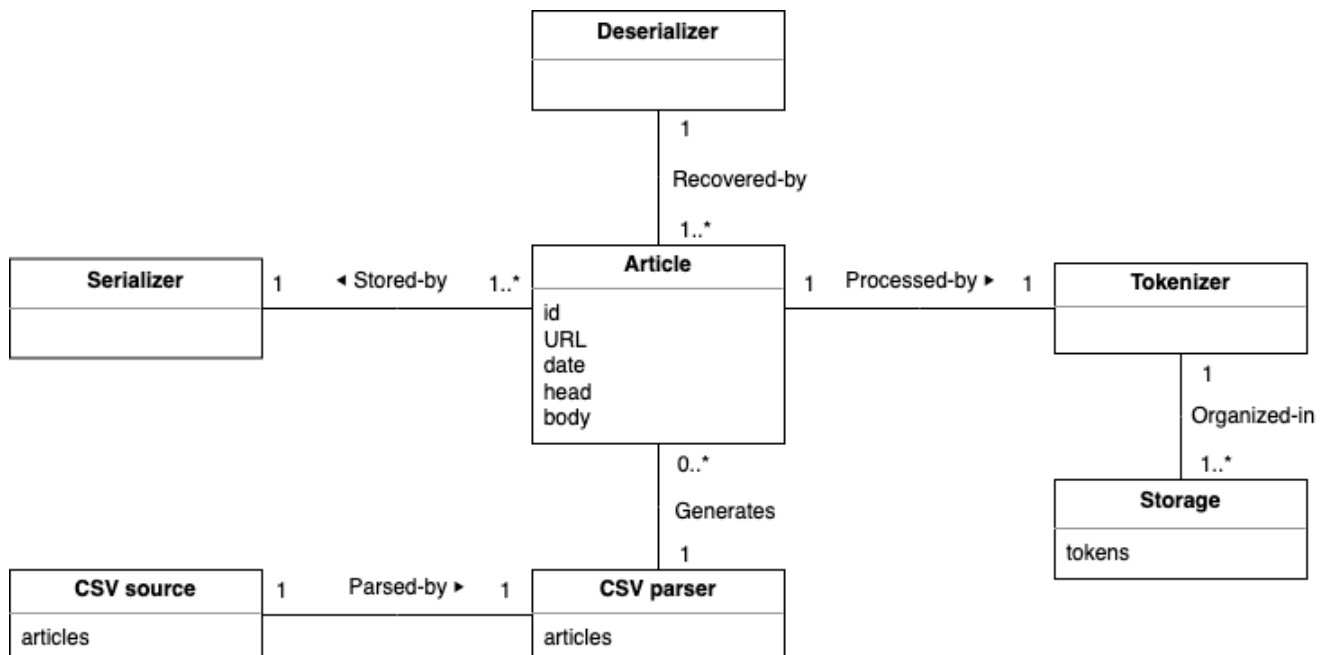 Deserializer
1
Recovered-by
1..*
Serializer
1 ◂ Stored-by 1..*
Article
id
URL
date
head
body
1 Processed-by ▸ 1
Tokenizer
1
Organized-in
1..*
Storage
tokens
0..*
Generates
1
CSV source
articles
1 Parsed-by ▸ 1
CSV parser
articles